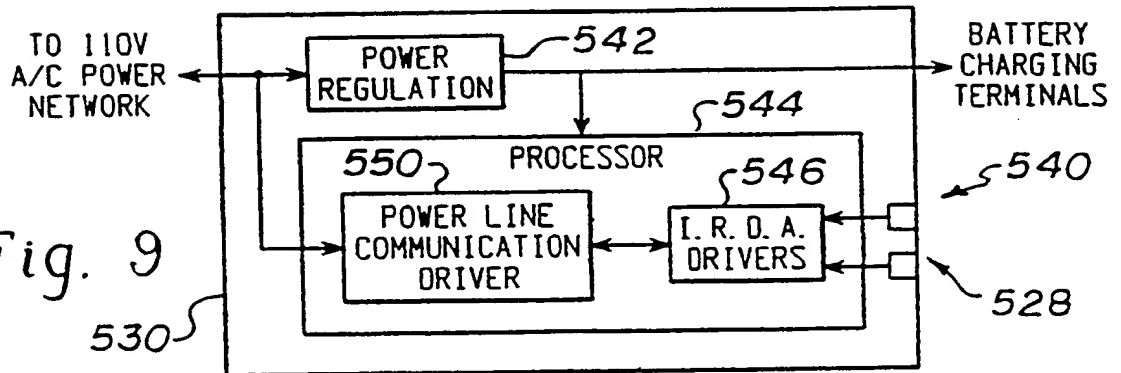 TO 110V
A/C POWER
NETWORK
POWER
REGULATION
542
BATTERY
CHARGING
TERMINALS
544
PROCESSOR
550
POWER LINE
COMMUNICATION
DRIVER
546
I. R. D. A.
DRIVERS
540
528
Fig. 9
530